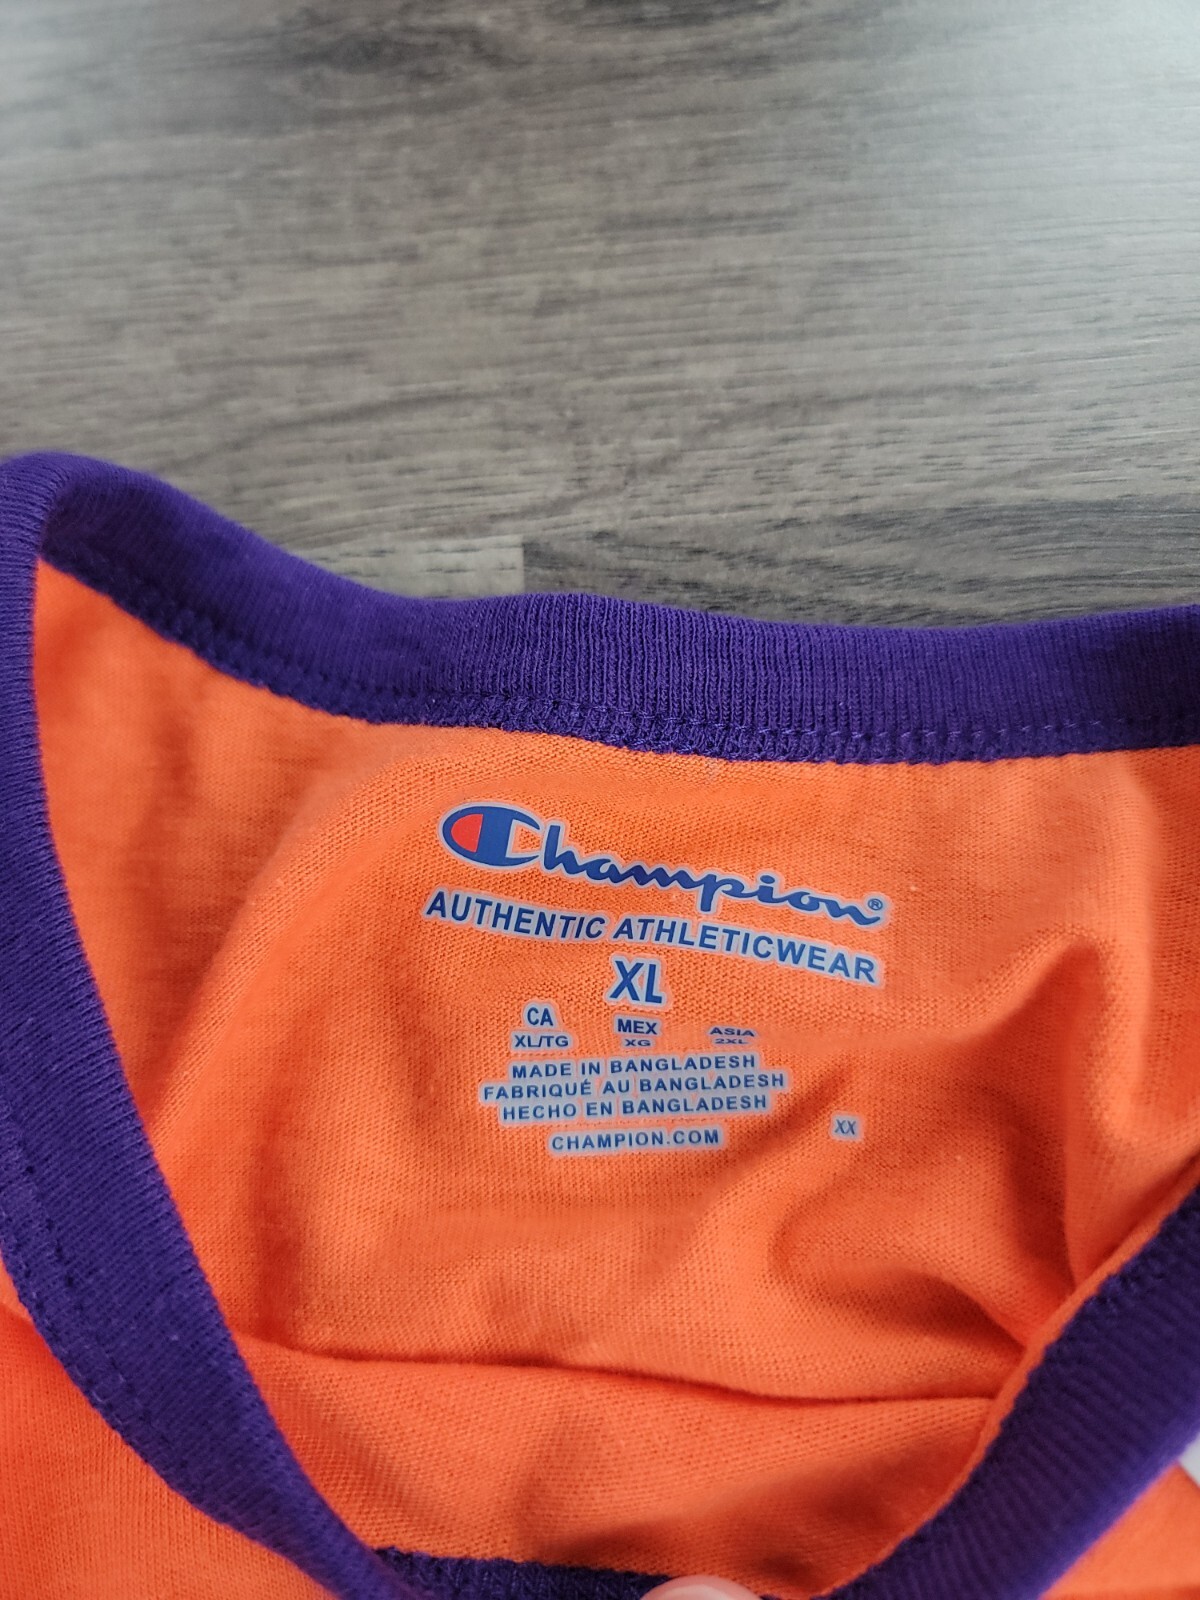 Champion®
AUTHENTIC ATHLETICWEAR
XL
CA MEX ASIA
XL/TG XG 2XL
MADE IN BANGLADESH
FABRIQUÉ AU BANGLADESH
HECHO EN BANGLADESH
XX
CHAMPION.COM